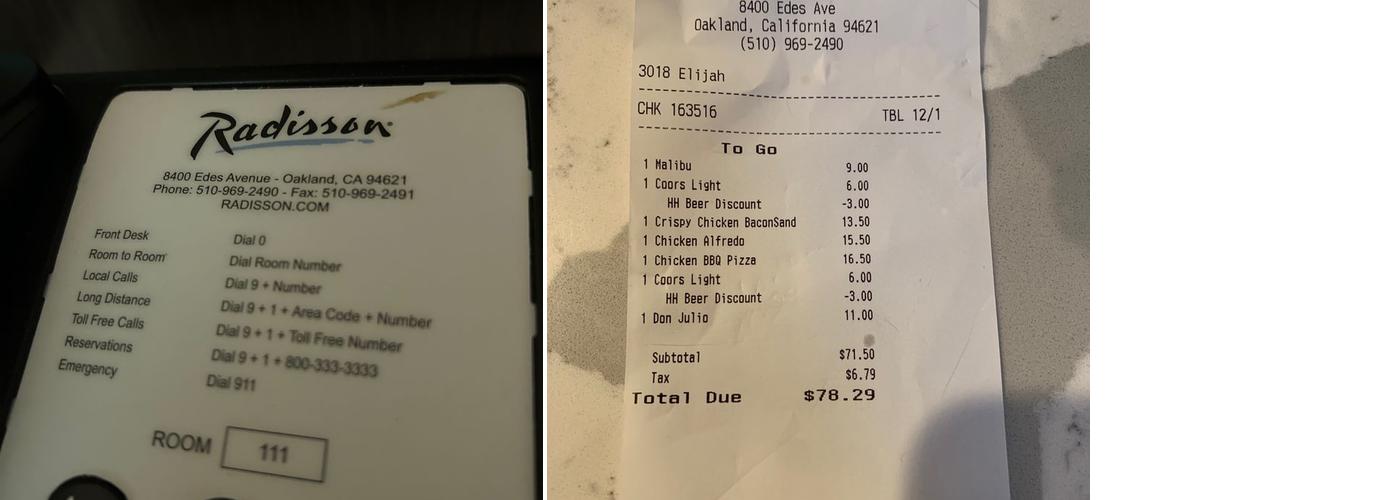 Radisson
8400 Edes Avenue - Oakland, CA 94621
Phone: 510-969-2490 - Fax: 510-969-2491
RADISSON.COM
Front Desk Dial 0
Room to Room Dial Room Number
Local Calls Dial 9 + Number
Long Distance Dial 9 + 1 + Area Code + Number
Toll Free Calls Dial 9 + 1 + Toll Free Number
Reservations Dial 9 + 1 + 800-333-3333
Emergency Dial 911
ROOM 111
8400 Edes Ave
Oakland, California 94621
(510) 969-2490
3018 Elijah
CHK 163516 TBL 12/1
To Go
1 Malibu 9.00
1 Coors Light 6.00
HH Beer Discount -3.00
1 Crispy Chicken BaconSand 13.50
1 Chicken Alfredo 15.50
1 Chicken BBQ Pizza 16.50
1 Coors Light 6.00
HH Beer Discount -3.00
1 Don Julio 11.00
Subtotal $71.50
Tax $6.79
Total Due $78.29